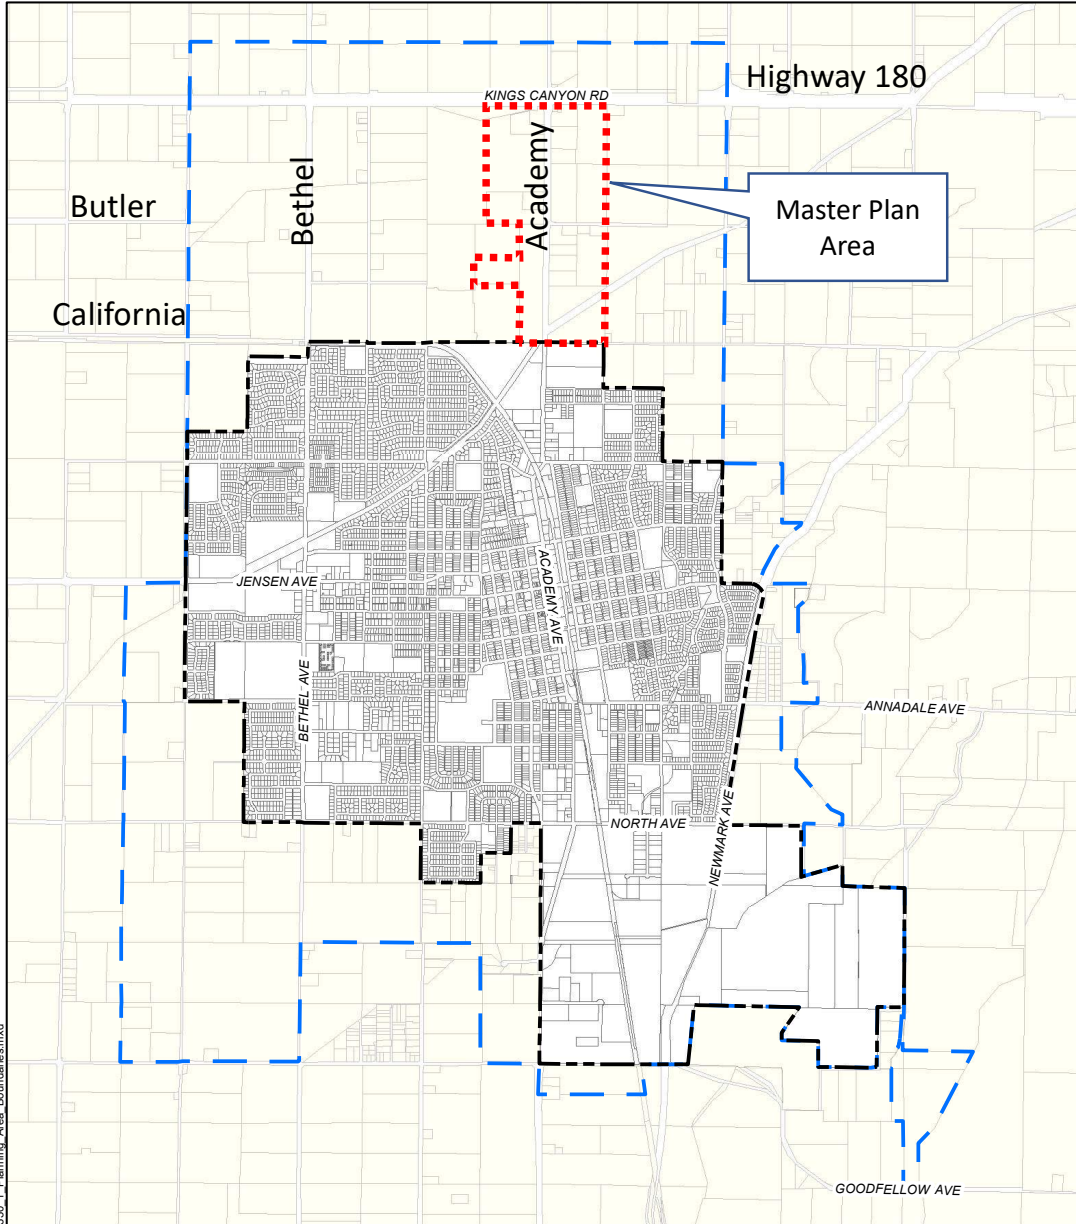 Highway 180
KINGS CANYON RD
Academy
Bethel
Butler
Master Plan
Area
California
JENSEN AVE
ACADEMY AVE
BETHEL AVE
ANNADALE AVE
NORTH AVE
NEWMARK AVE
GOODFELLOW AVE